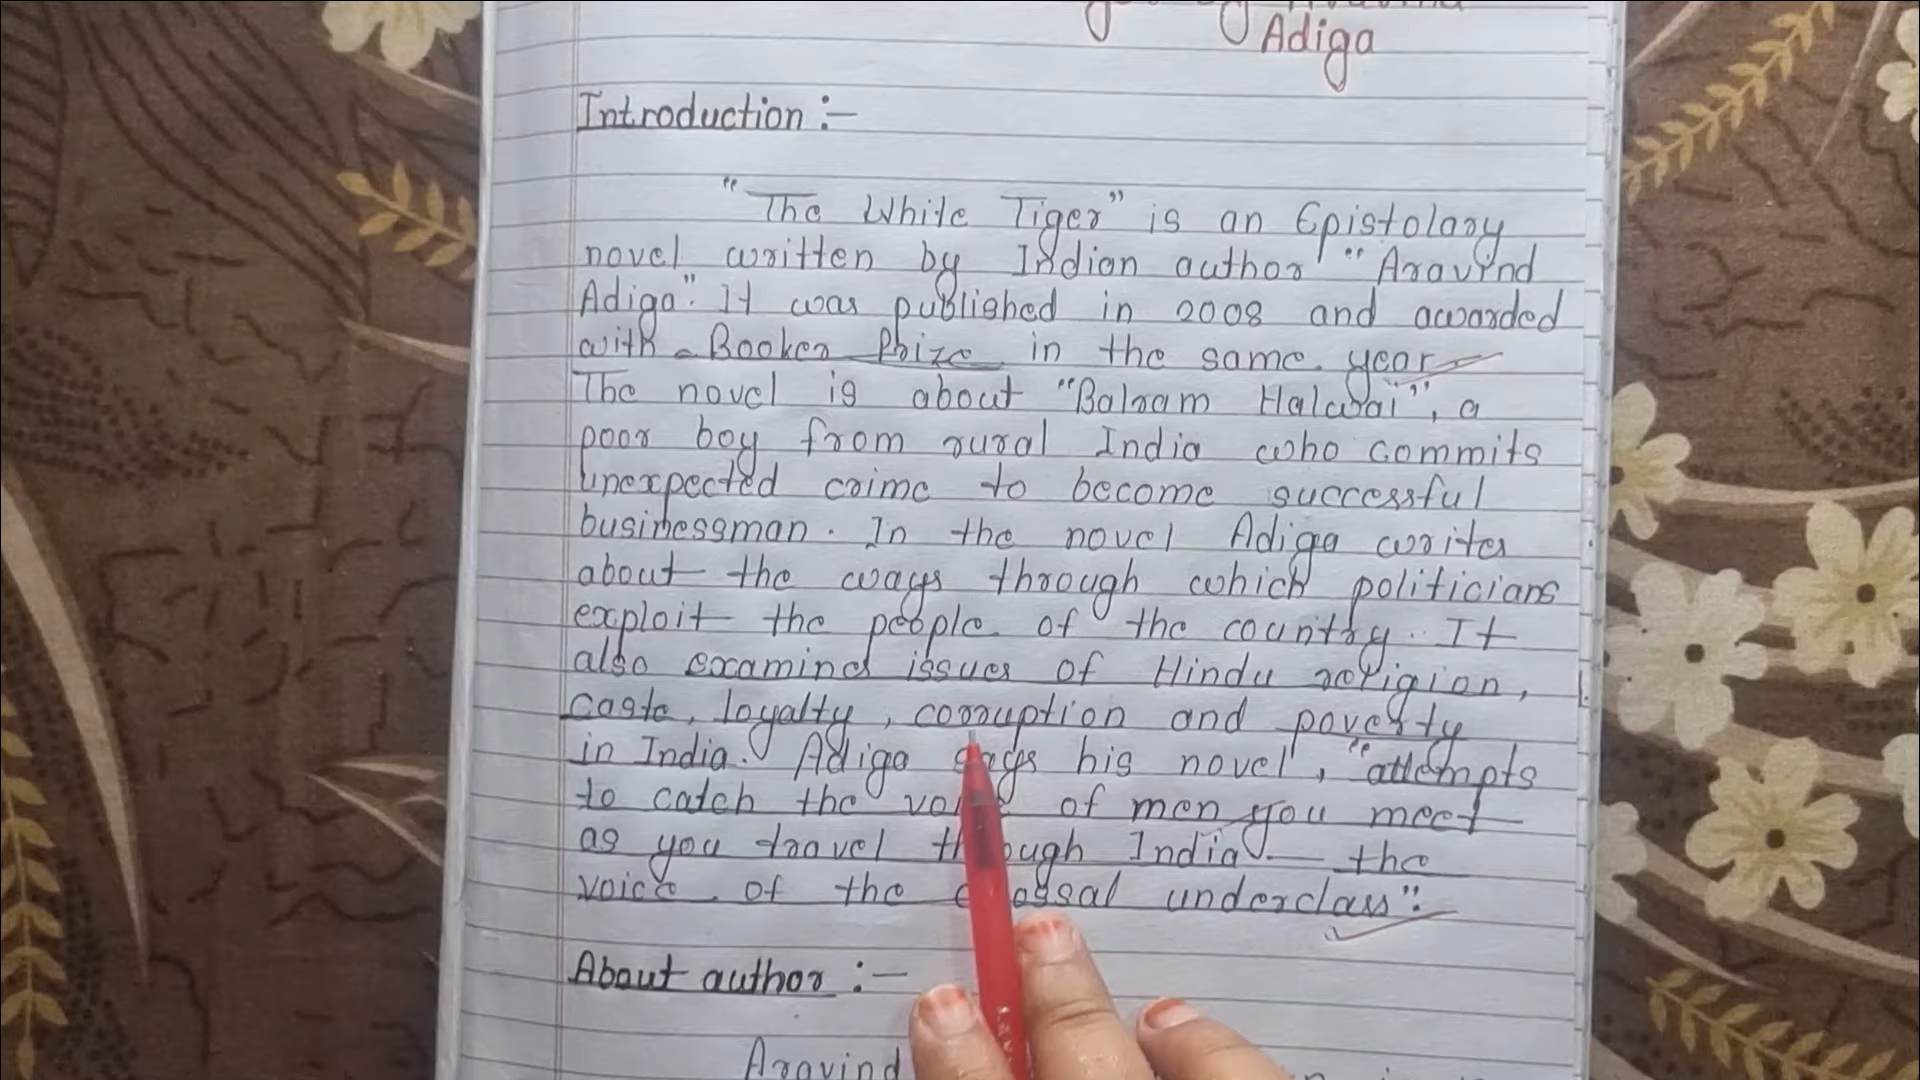 Adiga
Introduction :-
"The White Tiger" is an Epistolary
novel written by Indian author "Aravind
Adiga". It was published in 2008 and awarded
with Booker Prize in the same year
The novel is about "Balram Halwai", a
poor boy from rural India who commits
unexpected crime to become successful
businessman. In the novel Adiga writes
about the ways through which politicians
exploit the people of the country. It
also examines issues of Hindu religion,
caste, loyalty, corruption and poverty
in India. Adiga says his novel, "attempts
to catch the voice of men you meet
as you travel through India — the
voice of the colossal underclass".
About author :-
Aravind